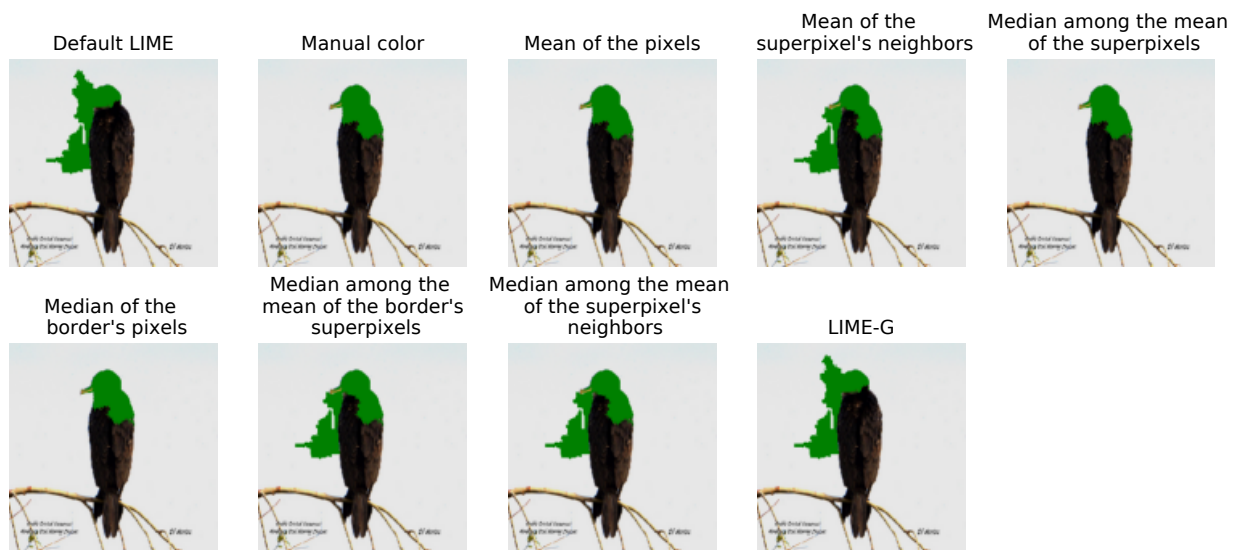 Default LIME
Manual color
Mean of the pixels
Mean of the
superpixel's neighbors
Median among the mean
of the superpixels
Median of the
border's pixels
Median among the
mean of the border's
superpixels
Median among the mean
of the superpixel's
neighbors
LIME-G